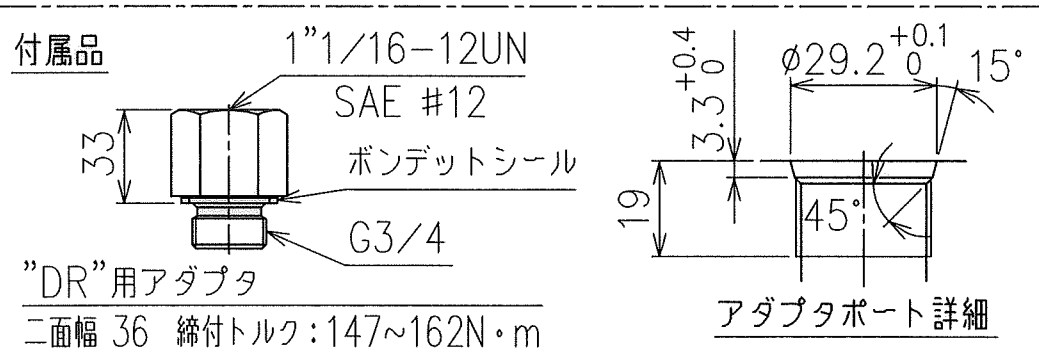 付属品
1”1/16-12UN
SAE #12
33
ボンデットシール
G3/4
”DR”用アダプタ
二面幅 36 締付トルク:147~162N・m
3.3 +0.4 0
φ29.2 +0.1 0
15°
19
45°
アダプタポート詳細